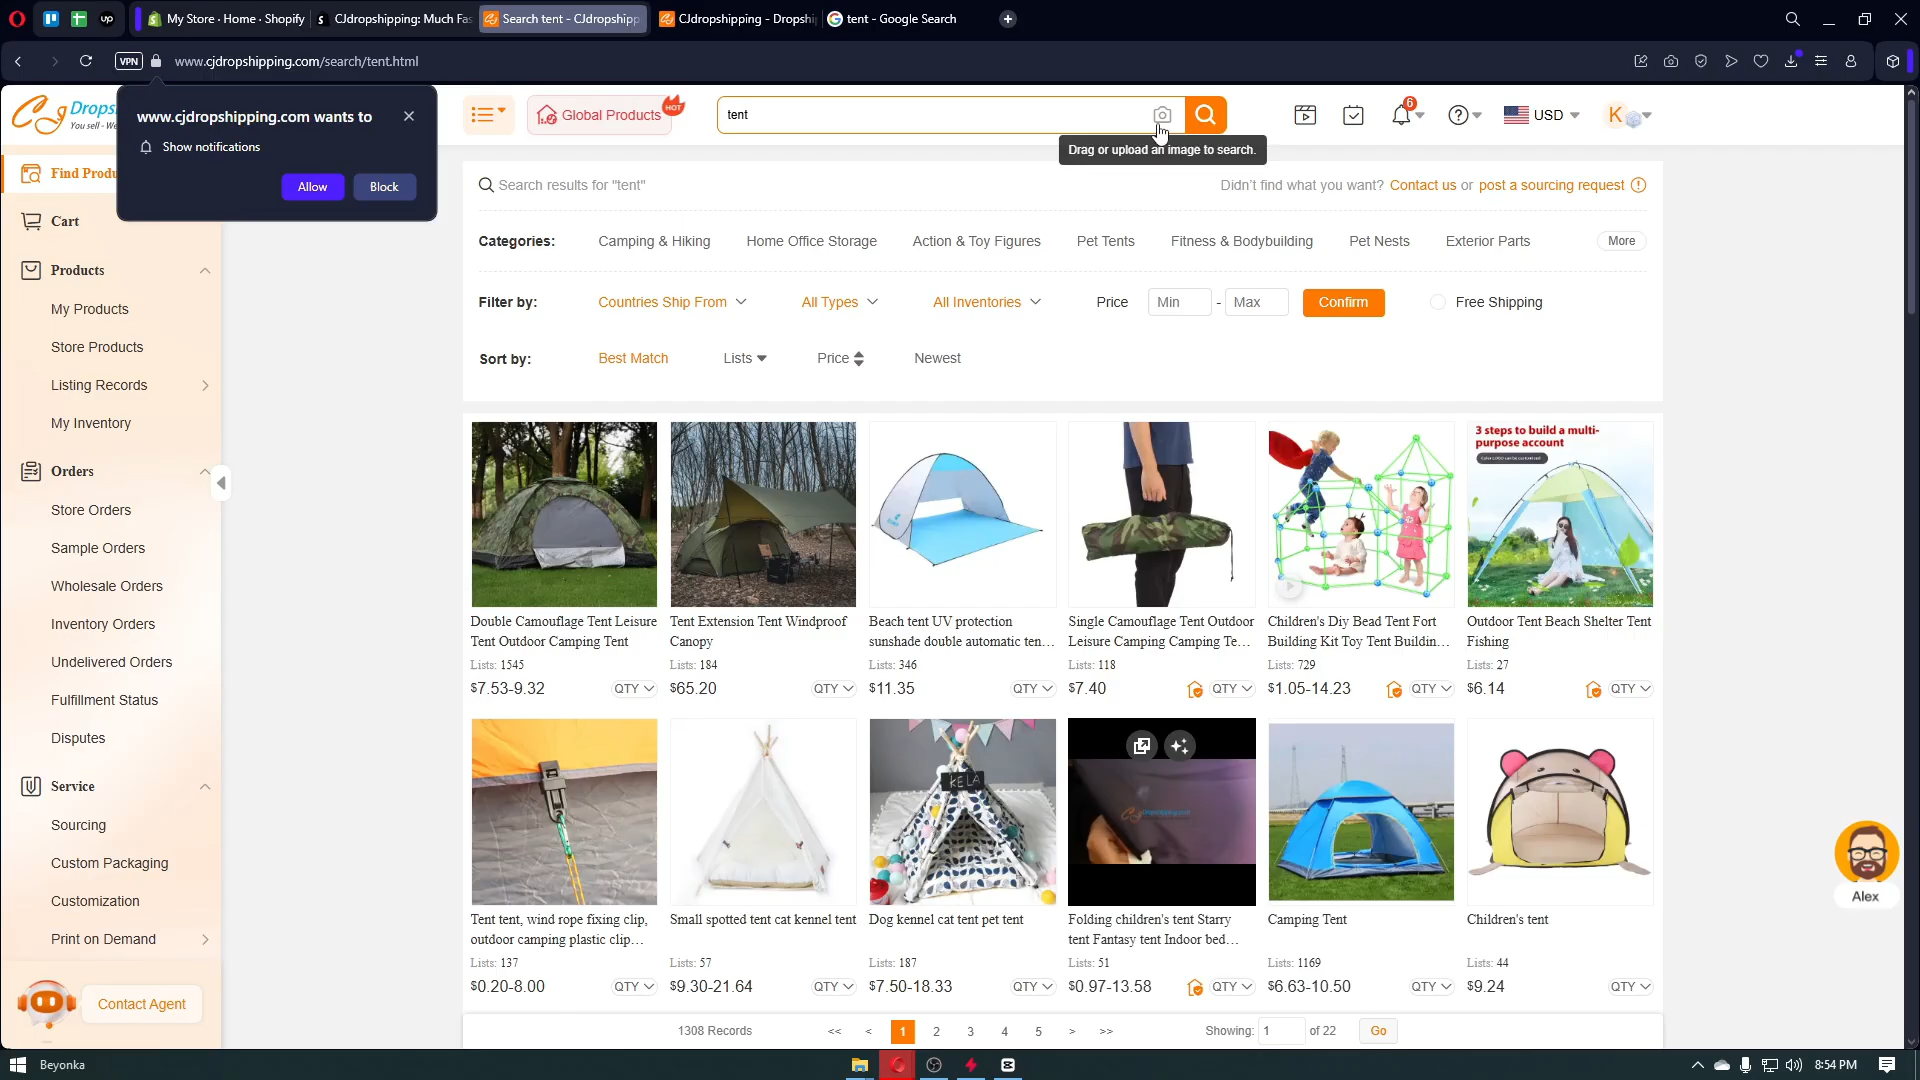 My Store · Home · Shopify
CJdropshipping: Much Fas
Search tent - CJdropshipp
CJdropshipping - Dropshi
tent - Google Search
VPN
www.cjdropshipping.com/search/tent.html
www.cjdropshipping.com wants to
Show notifications
Allow
Block
Drops
You sell - We
Global Products
HOT
tent
Drag or upload an image to search.
6
USD
K
Find Produ
Cart
Products
My Products
Store Products
Listing Records
My Inventory
Orders
Store Orders
Sample Orders
Wholesale Orders
Inventory Orders
Undelivered Orders
Fulfillment Status
Disputes
Service
Sourcing
Custom Packaging
Customization
Print on Demand
Contact Agent
Search results for "tent"
Didn't find what you want? Contact us or post a sourcing request
Categories: Camping & Hiking Home Office Storage Action & Toy Figures Pet Tents Fitness & Bodybuilding Pet Nests Exterior Parts More
Filter by: Countries Ship From All Types All Inventories Price Min - Max Confirm Free Shipping
Sort by: Best Match Lists Price Newest
3 steps to build a multi-
purpose account
Double Camouflage Tent Leisure
Tent Outdoor Camping Tent
Lists: 1545
$7.53-9.32 QTY
Tent Extension Tent Windproof
Canopy
Lists: 184
$65.20 QTY
Beach tent UV protection
sunshade double automatic ten...
Lists: 346
$11.35 QTY
Single Camouflage Tent Outdoor
Leisure Camping Camping Te...
Lists: 118
$7.40 QTY
Children's Diy Bead Tent Fort
Building Kit Toy Tent Buildin...
Lists: 729
$1.05-14.23 QTY
Outdoor Tent Beach Shelter Tent
Fishing
Lists: 27
$6.14 QTY
KELA
Tent tent, wind rope fixing clip,
outdoor camping plastic clip...
Lists: 137
$0.20-8.00 QTY
Small spotted tent cat kennel tent
Lists: 57
$9.30-21.64 QTY
Dog kennel cat tent pet tent
Lists: 187
$7.50-18.33 QTY
Folding children's tent Starry
tent Fantasy tent Indoor bed...
Lists: 51
$0.97-13.58 QTY
Camping Tent
Lists: 1169
$6.63-10.50 QTY
Children's tent
Lists: 44
$9.24 QTY
Alex
1308 Records << < 1 2 3 4 5 > >> Showing: 1 of 22 Go
Beyonka
8:54 PM